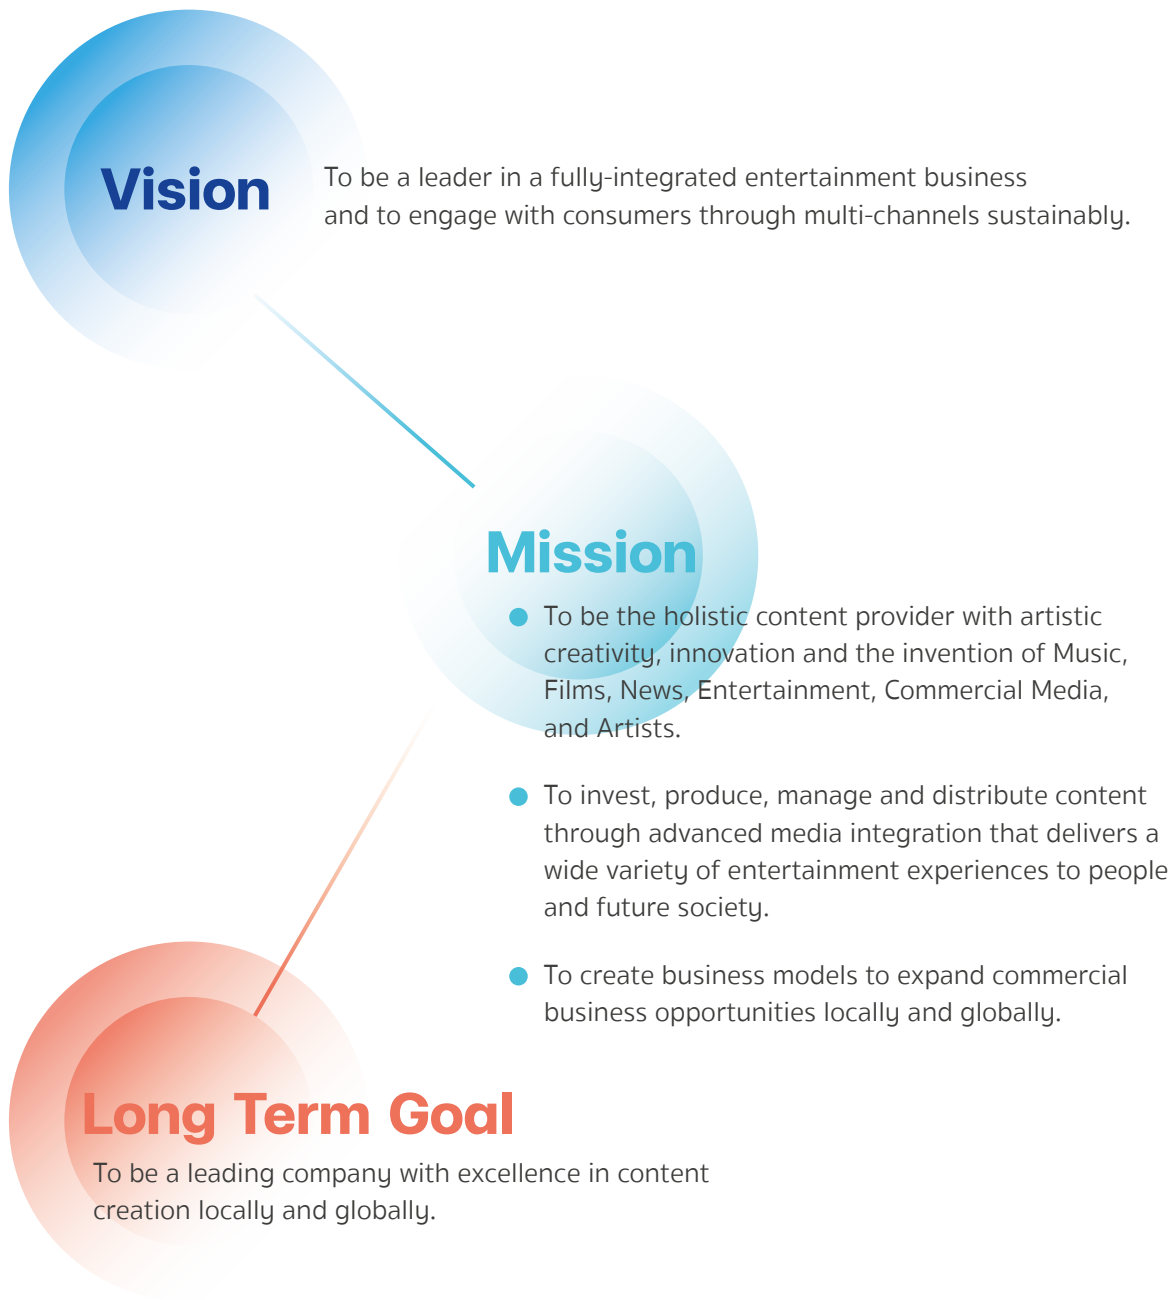 Vision
To be a leader in a fully-integrated entertainment business
and to engage with consumers through multi-channels sustainably.
Mission
To be the holistic content provider with artistic
creativity, innovation and the invention of Music,
Films, News, Entertainment, Commercial Media,
and Artists.
To invest, produce, manage and distribute content
through advanced media integration that delivers a
wide variety of entertainment experiences to people
and future society.
To create business models to expand commercial
business opportunities locally and globally.
Long Term Goal
To be a leading company with excellence in content
creation locally and globally.